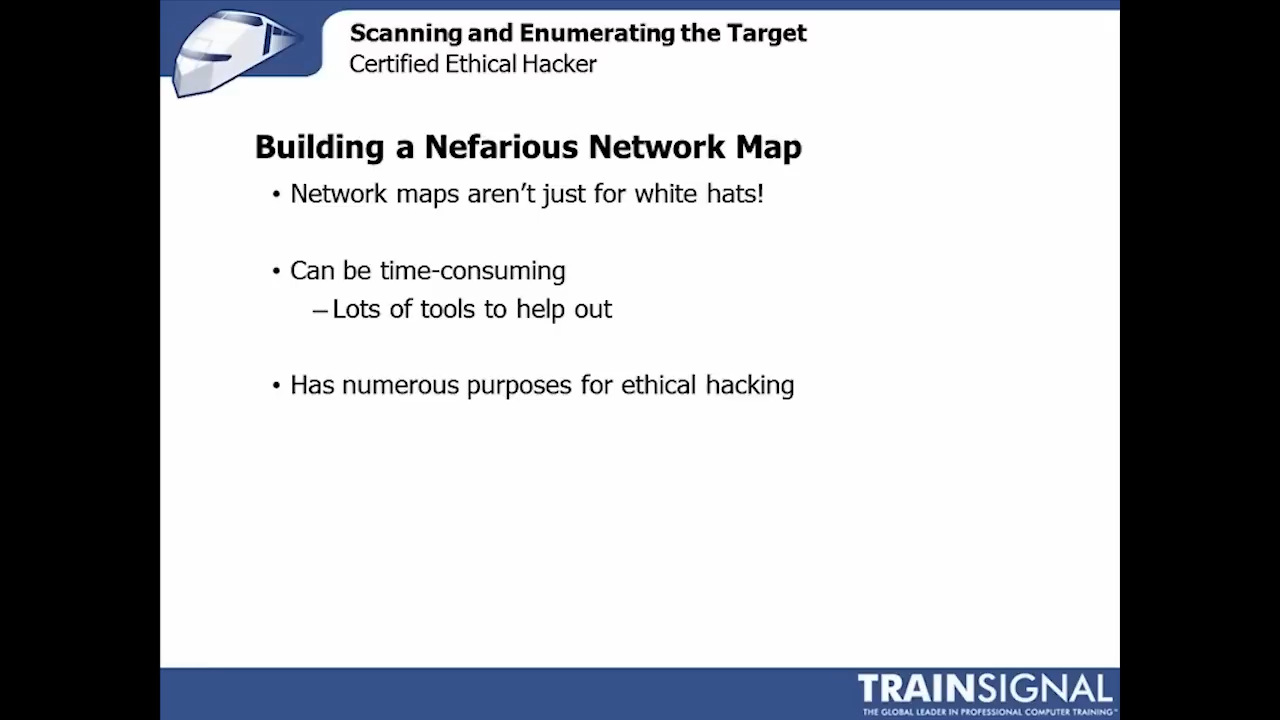 Scanning and Enumerating the Target
Certified Ethical Hacker
Building a Nefarious Network Map
• Network maps aren’t just for white hats!
• Can be time-consuming
– Lots of tools to help out
• Has numerous purposes for ethical hacking
TRAINSIGNAL
THE GLOBAL LEADER IN PROFESSIONAL COMPUTER TRAINING™